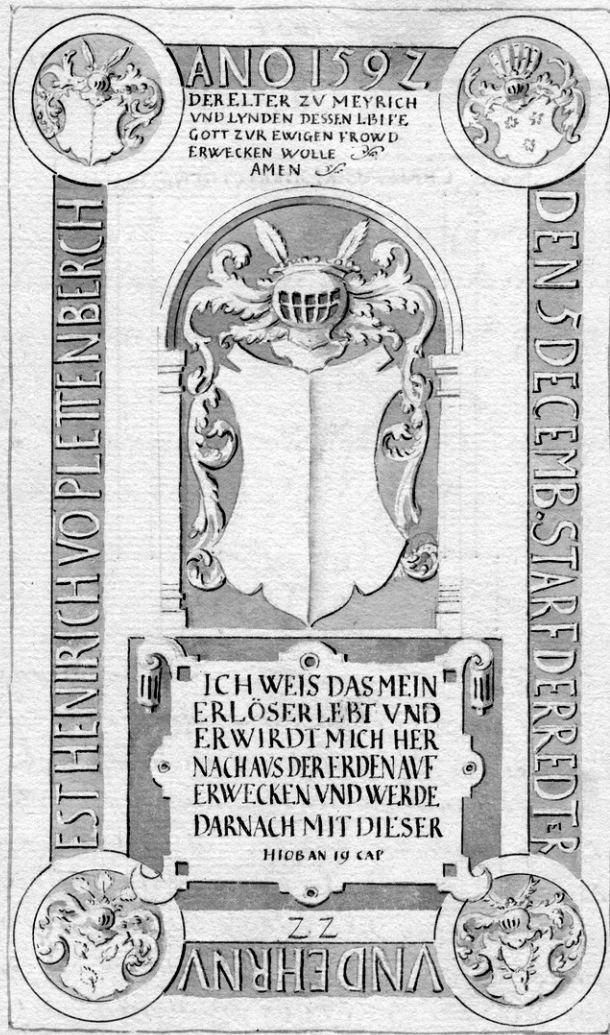 ANO 1592
DEN 5 DECEMB. STARF DER REDTER
VND EHRNV
EST HENIRICH VO PLETTENBERCH
DER ELTER ZV MEYRICH
VND LYNDEN DESSEN LBIFE
GOTT ZVR EWIGEN FROWD
ERWECKEN WOLLE
AMEN
ICH WEIS DAS MEIN
ERLÖSER LEBT VND
ER WIRDT MICH HER
NACH AVS DER ERDEN AVF
ERWECKEN VND WERDE
DARNACH MIT DIESER
HIOB AN 19 CAP
ZZ